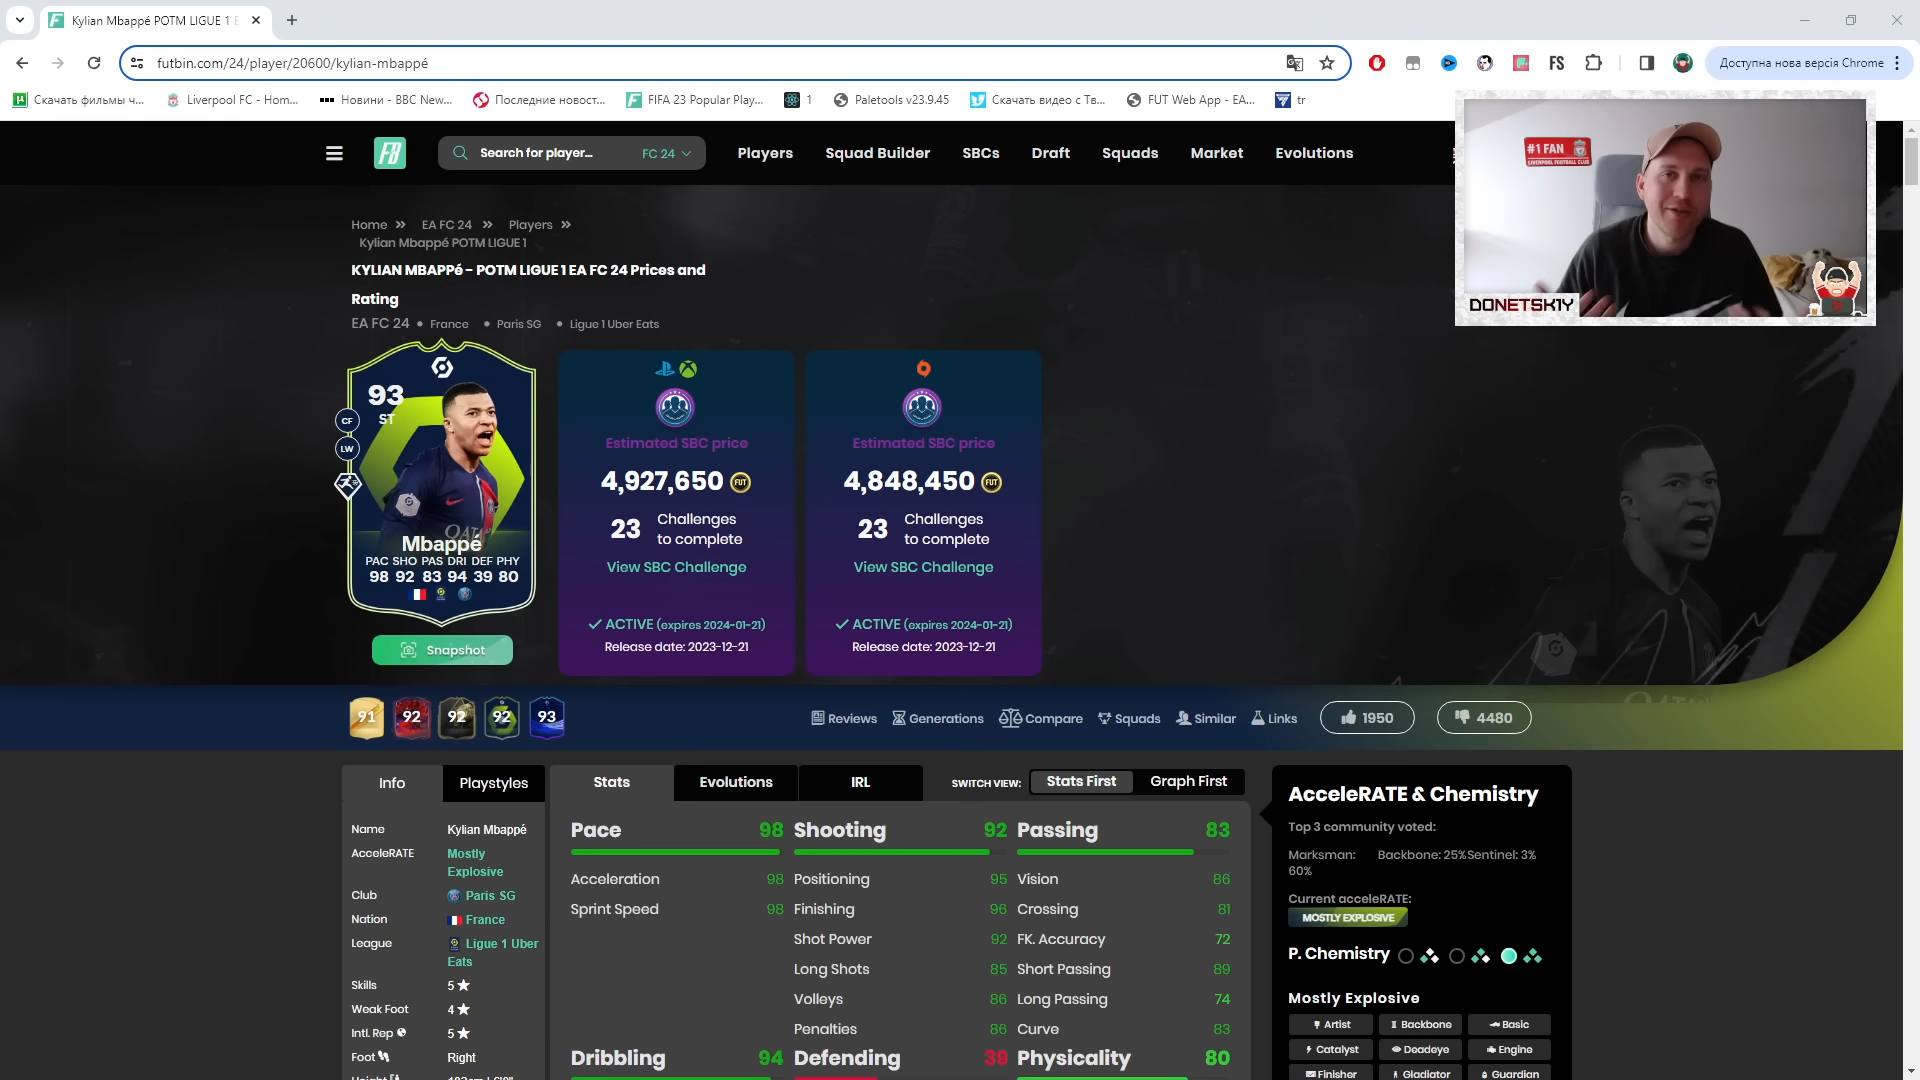 Kylian Mbappé POTM LIGUE 1 E
futbin.com/24/player/20600/kylian-mbappé
Доступна нова версія Chrome
Скачать фильмы ч...
Liverpool FC - Hom...
Новини - BBC New...
Последние новост...
FIFA 23 Popular Play...
1
Paletools v23.9.45
Скачать видео с Тв...
FUT Web App - EA...
tr
FB
Search for player...
FC 24
Players
Squad Builder
SBCs
Draft
Squads
Market
Evolutions
#1 FAN
LIVERPOOL FOOTBALL CLUB
DONETSK1Y
Home >> EA FC 24 >> Players >>
Kylian Mbappé POTM LIGUE 1
KYLIAN MBAPPé - POTM LIGUE 1 EA FC 24 Prices and
Rating
EA FC 24 • France • Paris SG • Ligue 1 Uber Eats
93
ST
CF
LW
QATAR
Mbappé
PAC SHO PAS DRI DEF PHY
98 92 83 94 39 80
Snapshot
Estimated SBC price
4,927,650 FUT
23 Challenges
to complete
View SBC Challenge
ACTIVE (expires 2024-01-21)
Release date: 2023-12-21
Estimated SBC price
4,848,450 FUT
23 Challenges
to complete
View SBC Challenge
ACTIVE (expires 2024-01-21)
Release date: 2023-12-21
91 92 92 92 93
Reviews Generations Compare Squads Similar Links 1950 4480
Info Playstyles
Name Kylian Mbappé
AcceleRATE Mostly
Explosive
Club Paris SG
Nation France
League Ligue 1 Uber
Eats
Skills 5
Weak Foot 4
Intl. Rep 5
Foot Right
Stats Evolutions IRL SWITCH VIEW: Stats First Graph First
Pace 98
Acceleration 98
Sprint Speed 98
Shooting 92
Positioning 95
Finishing 96
Shot Power 92
Long Shots 85
Volleys 86
Penalties 86
Passing 83
Vision 86
Crossing 81
FK. Accuracy 72
Short Passing 89
Long Passing 74
Curve 83
Dribbling 94
Defending 39
Physicality 80
AcceleRATE & Chemistry
Top 3 community voted:
Marksman: 60% Backbone: 25% Sentinel: 3%
Current acceleRATE:
MOSTLY EXPLOSIVE
P. Chemistry
Mostly Explosive
Artist Backbone Basic
Catalyst Deadeye Engine
Finisher Gladiator Guardian